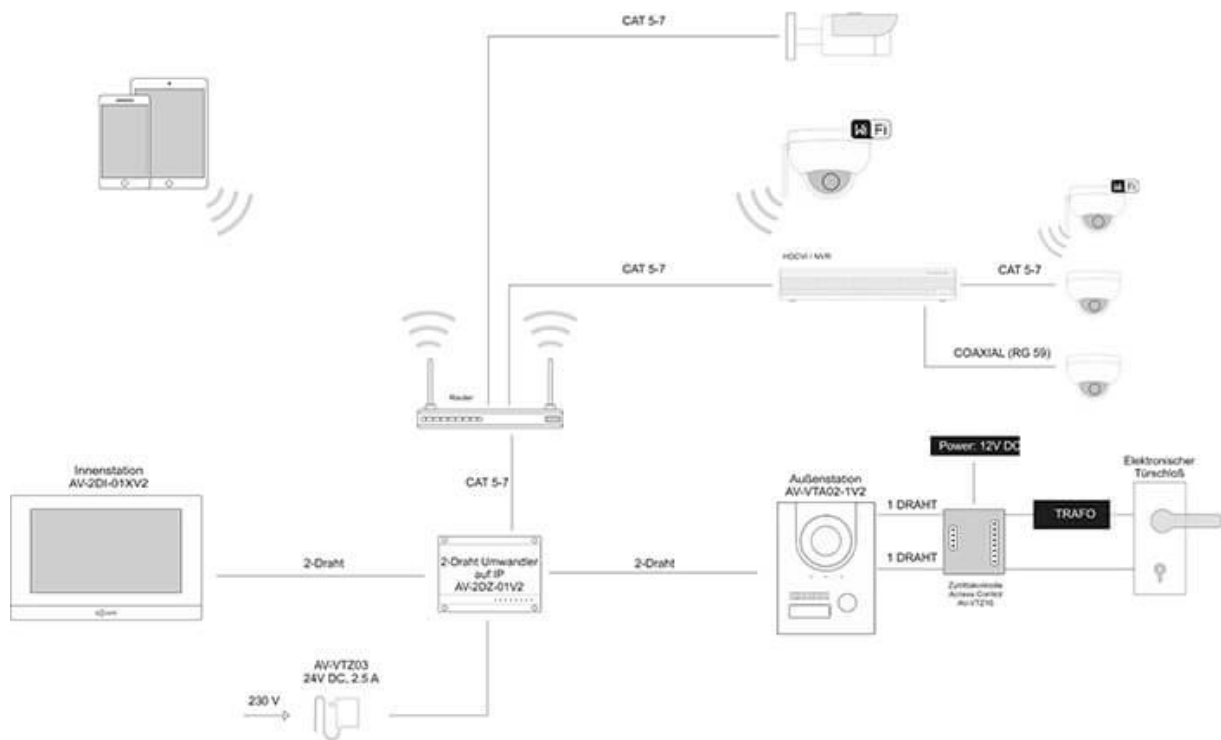 CAT 5-7
Wi Fi
Wi Fi
HDCVI / NVR
CAT 5-7
CAT 5-7
COAXIAL (RG 59)
Router
Power: 12V DC
Innenstation
AV-2DI-01XV2
CAT 5-7
Außenstation
AV-VTA02-1V2
1 DRAHT
TRAFO
Elektronischer
Türschloß
2-Draht
2-Draht Umwandler
auf IP
AV-2DZ-01V2
2-Draht
1 DRAHT
Access Control
AV-VTZ03
24V DC, 2.5 A
230 V